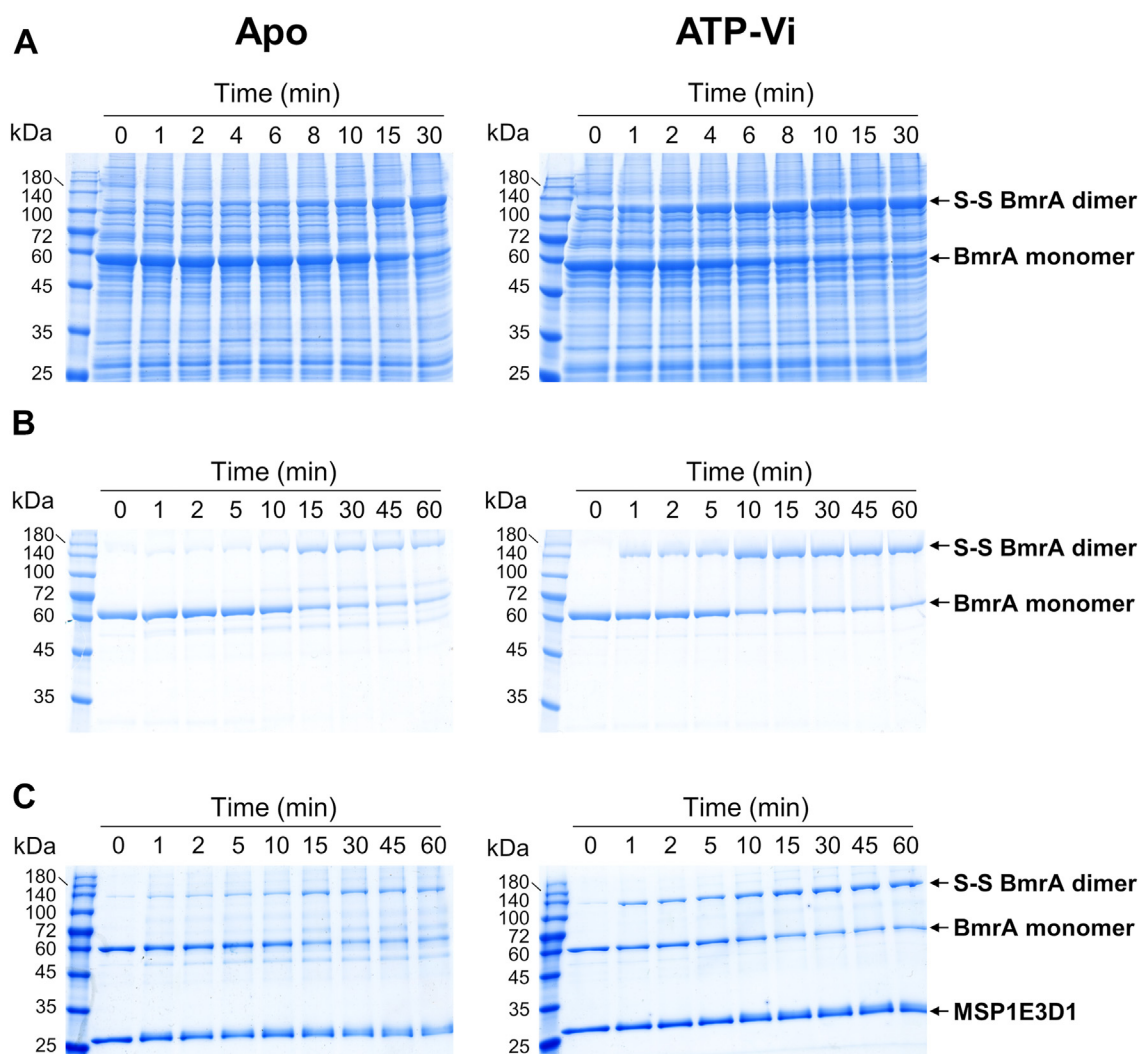 Apo ATP-Vi
A
Time (min) Time (min)
kDa 0 1 2 4 6 8 10 15 30 kDa 0 1 2 4 6 8 10 15 30
180 180
140 140 S-S BmrA dimer
100 100
72 72
60 60 BmrA monomer
45 45
35 35
25 25
B
Time (min) Time (min)
kDa 0 1 2 5 10 15 30 45 60 kDa 0 1 2 5 10 15 30 45 60
180 180
140 140 S-S BmrA dimer
100 100
72 72
60 60 BmrA monomer
45 45
35 35
C
Time (min) Time (min)
kDa 0 1 2 5 10 15 30 45 60 kDa 0 1 2 5 10 15 30 45 60
180 180 S-S BmrA dimer
140 140
100 100
72 72 BmrA monomer
60 60
45 45
35 35 MSP1E3D1
25 25